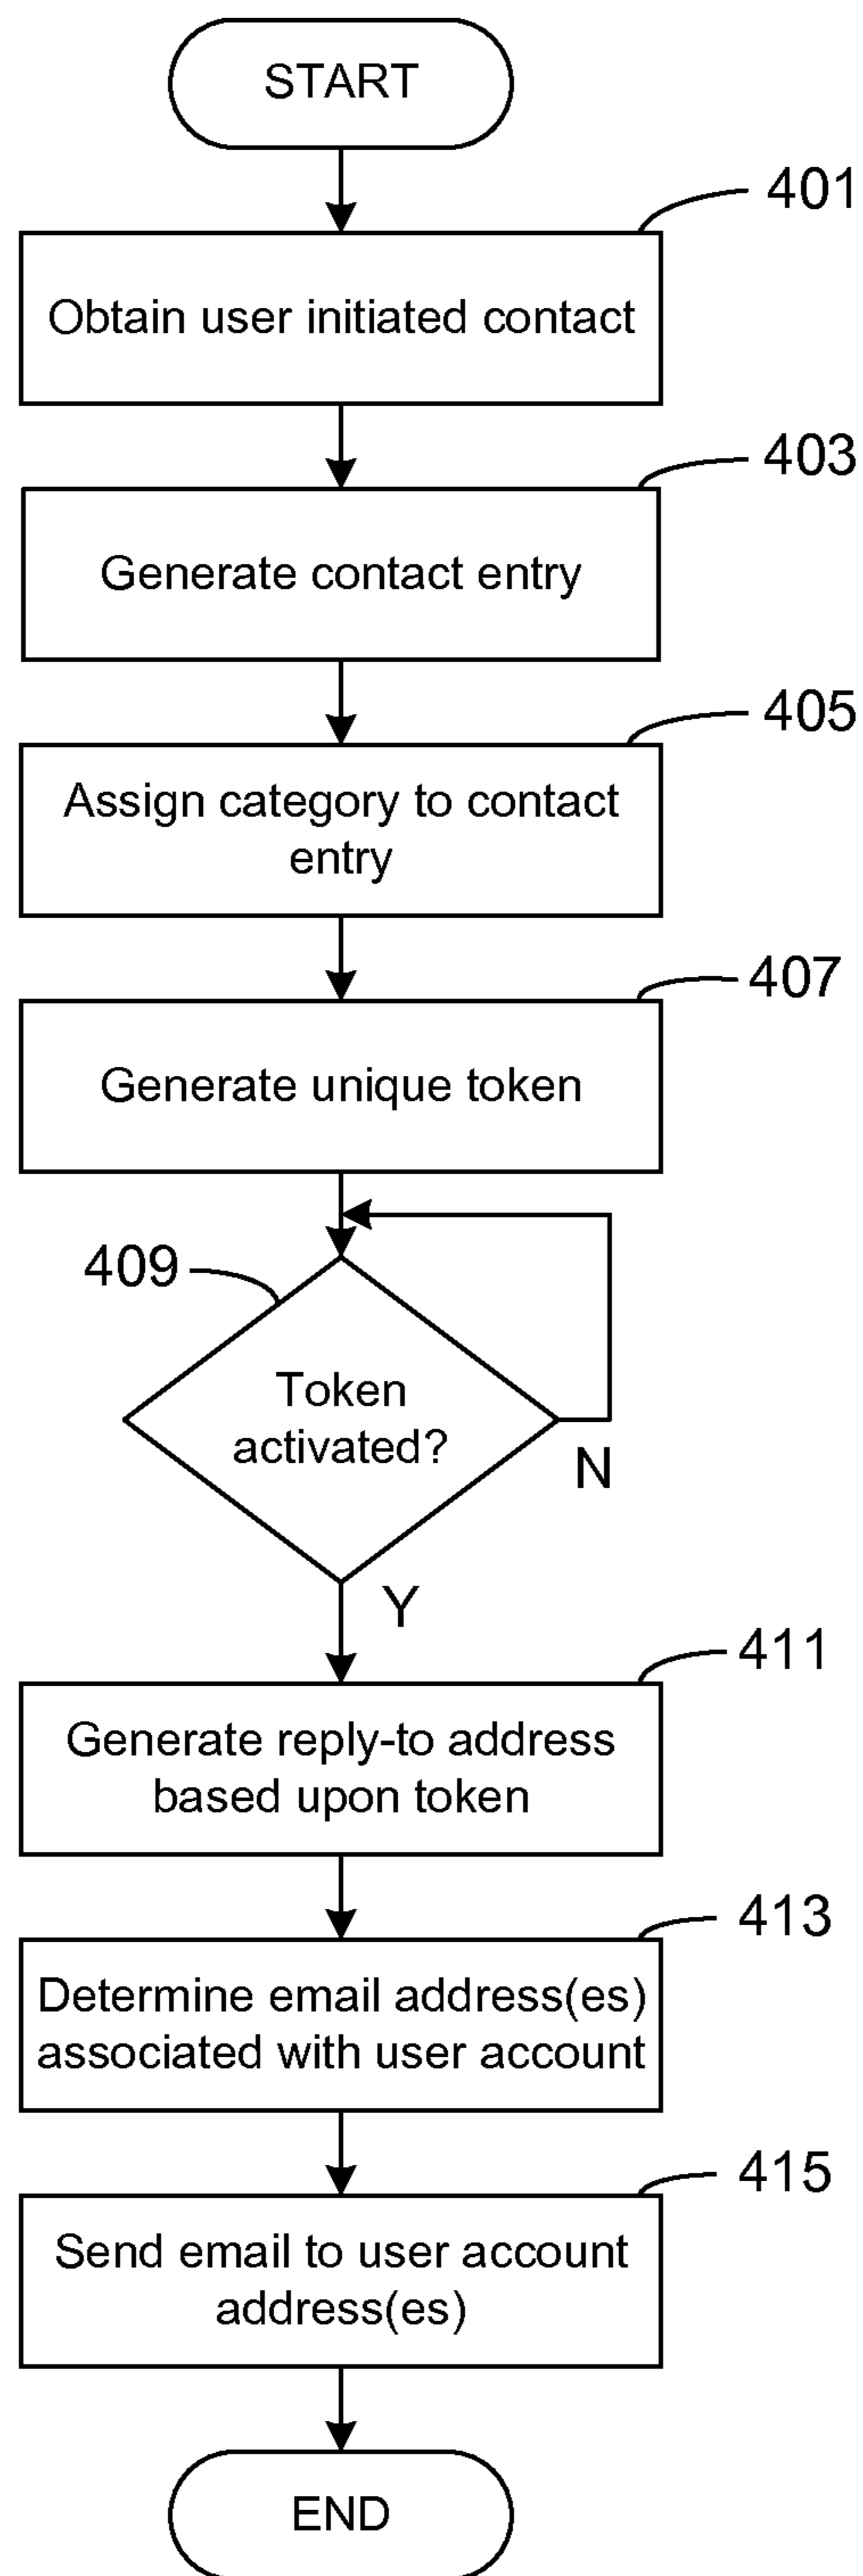 START
401
Obtain user initiated contact
403
Generate contact entry
405
Assign category to contact
entry
407
Generate unique token
409
Token
activated?
N
Y
411
Generate reply-to address
based upon token
413
Determine email address(es)
associated with user account
415
Send email to user account
address(es)
END